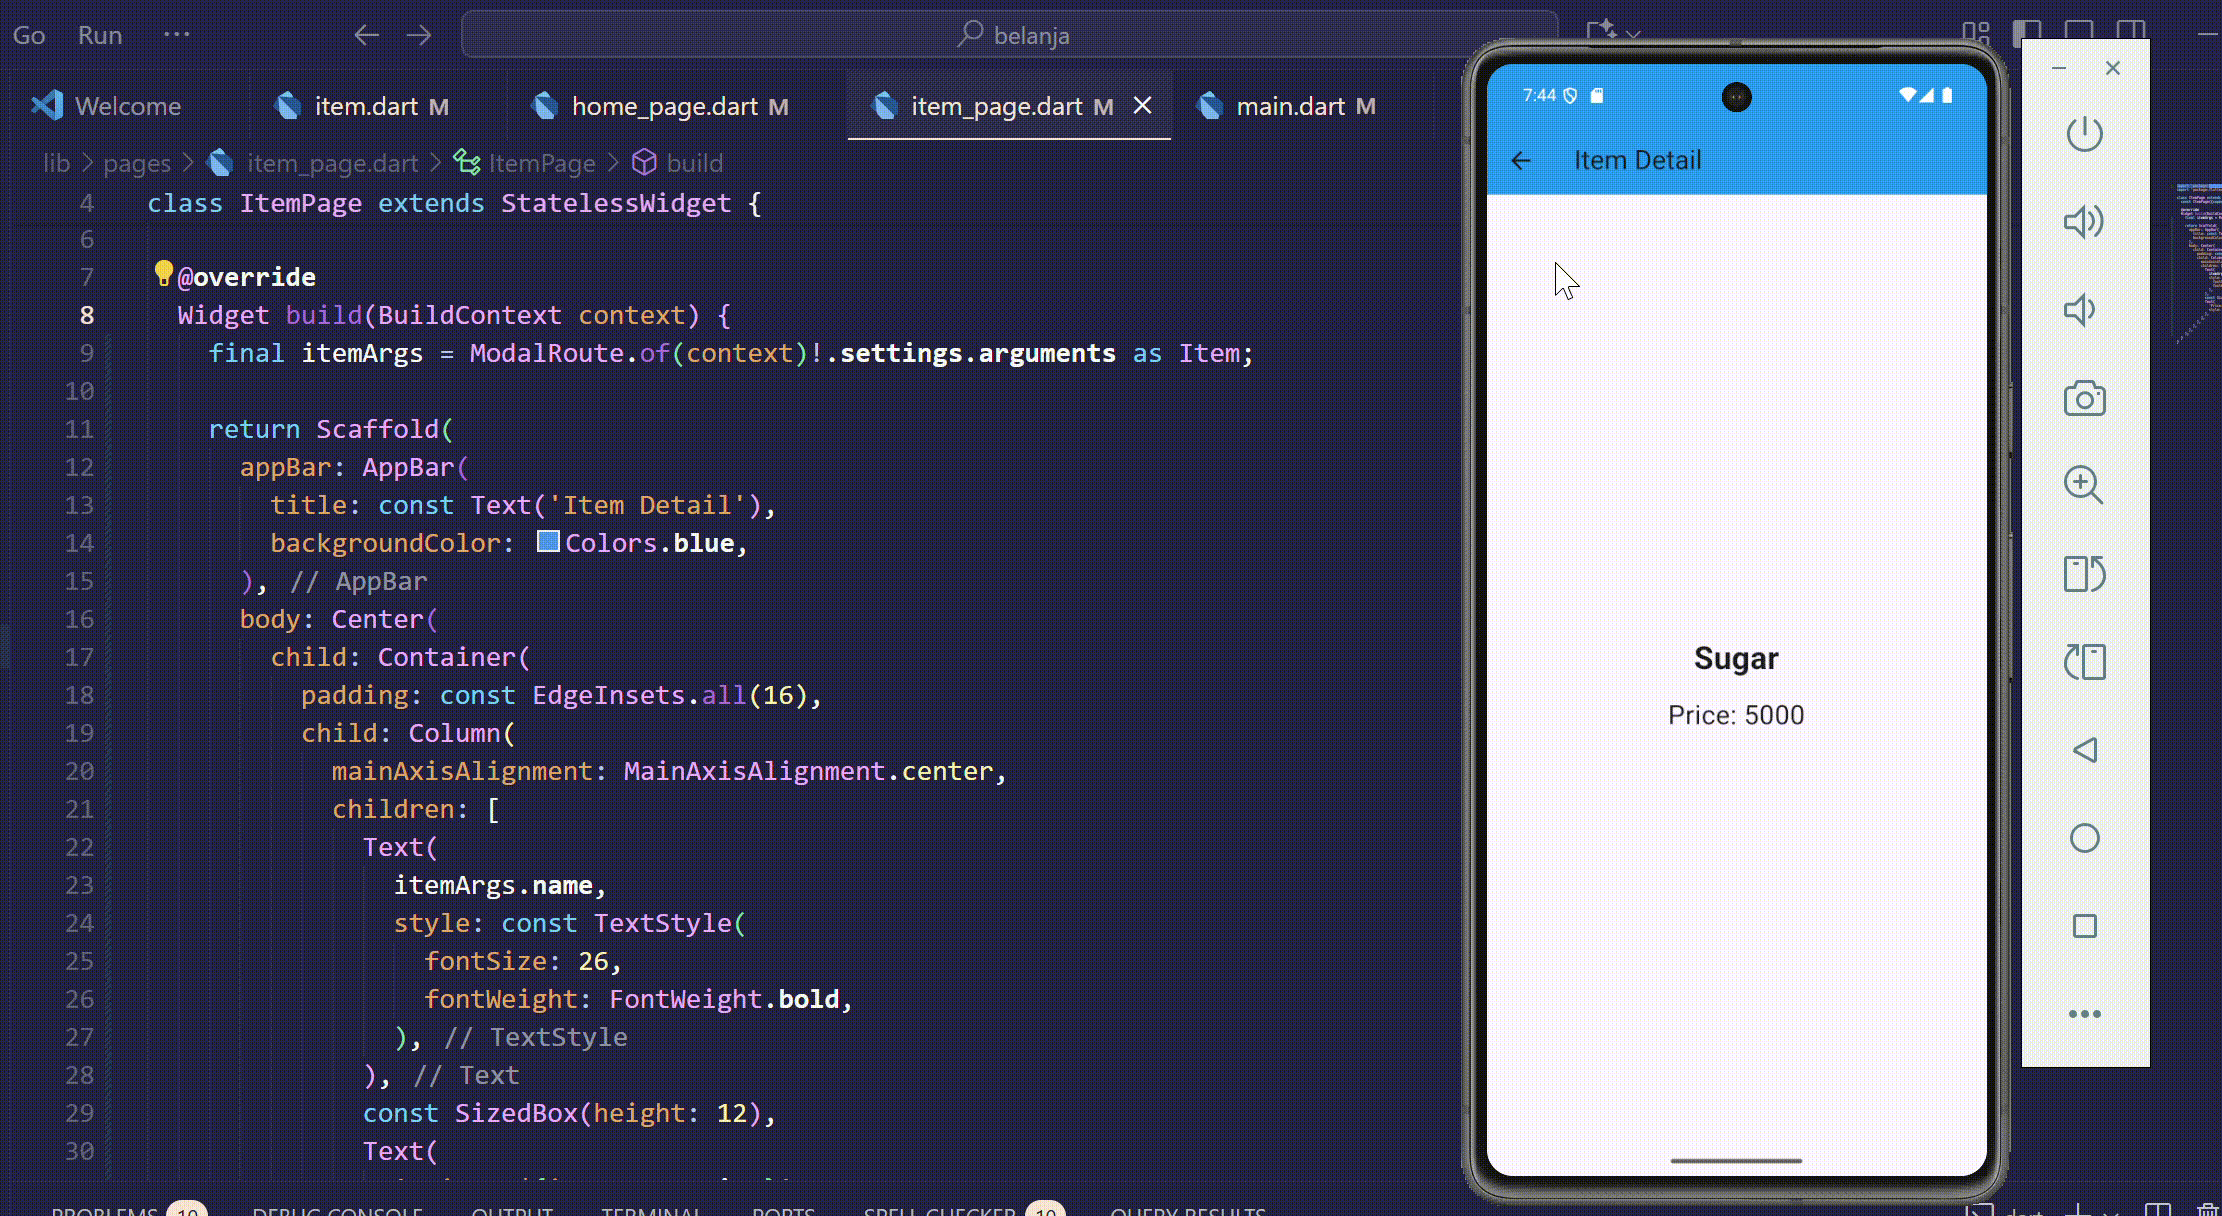 Go Run ··· belanja
Welcome item.dart M home_page.dart M item_page.dart M main.dart M
lib > pages > item_page.dart > ItemPage > build
4 class ItemPage extends StatelessWidget {
6
7 @override
8 Widget build(BuildContext context) {
9 final itemArgs = ModalRoute.of(context)!.settings.arguments as Item;
10
11 return Scaffold(
12 appBar: AppBar(
13 title: const Text('Item Detail'),
14 backgroundColor: Colors.blue,
15 ), // AppBar
16 body: Center(
17 child: Container(
18 padding: const EdgeInsets.all(16),
19 child: Column(
20 mainAxisAlignment: MainAxisAlignment.center,
21 children: [
22 Text(
23 itemArgs.name,
24 style: const TextStyle(
25 fontSize: 26,
26 fontWeight: FontWeight.bold,
27 ), // TextStyle
28 ), // Text
29 const SizedBox(height: 12),
30 Text(
PROBLEMS 10 DEBUG CONSOLE OUTPUT TERMINAL PORTS SPELL CHECKER 10 QUERY RESULTS dart
7:44
Item Detail
Sugar
Price: 5000